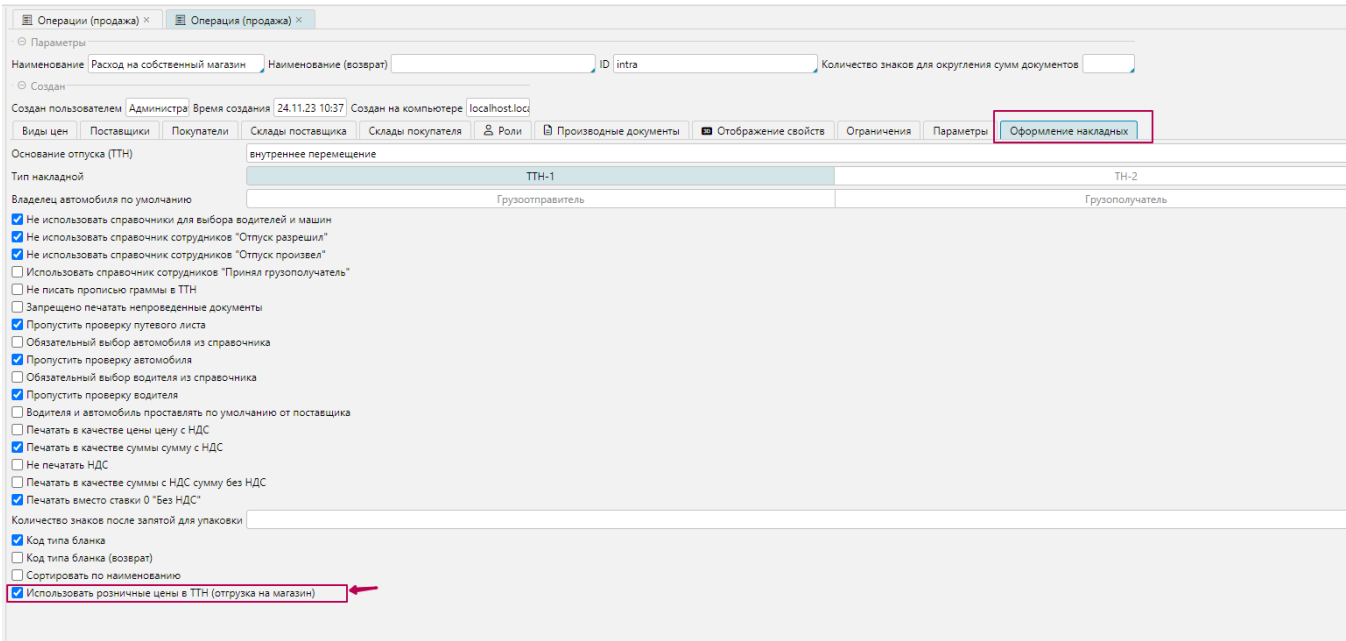 Операции (продажа) × Операция (продажа) ×
Параметры
Наименование Расход на собственный магазин Наименование (возврат) ID intra Количество знаков для округления сумм документов
Создан
Создан пользователем Администра Время создания 24.11.23 10:37 Создан на компьютере localhost.loca
Виды цен Поставщики Покупатели Склады поставщика Склады покупателя Роли Производные документы Отображение свойств Ограничения Параметры Оформление накладных
Основание отпуска (ТТН) внутреннее перемещение
Тип накладной ТТН-1 ТН-2
Владелец автомобиля по умолчанию Грузоотправитель Грузополучатель
Не использовать справочники для выбора водителей и машин
Не использовать справочник сотрудников "Отпуск разрешил"
Не использовать справочник сотрудников "Отпуск произвел"
Использовать справочник сотрудников "Принял грузополучатель"
Не писать прописью граммы в ТТН
Запрещено печатать непроведенные документы
Пропустить проверку путевого листа
Обязательный выбор автомобиля из справочника
Пропустить проверку автомобиля
Обязательный выбор водителя из справочника
Пропустить проверку водителя
Водителя и автомобиль проставлять по умолчанию от поставщика
Печатать в качестве цены цену с НДС
Печатать в качестве суммы сумму с НДС
Не печатать НДС
Печатать в качестве суммы с НДС сумму без НДС
Печатать вместо ставки 0 "Без НДС"
Количество знаков после запятой для упаковки
Код типа бланка
Код типа бланка (возврат)
Сортировать по наименованию
Использовать розничные цены в ТТН (отгрузка на магазин)